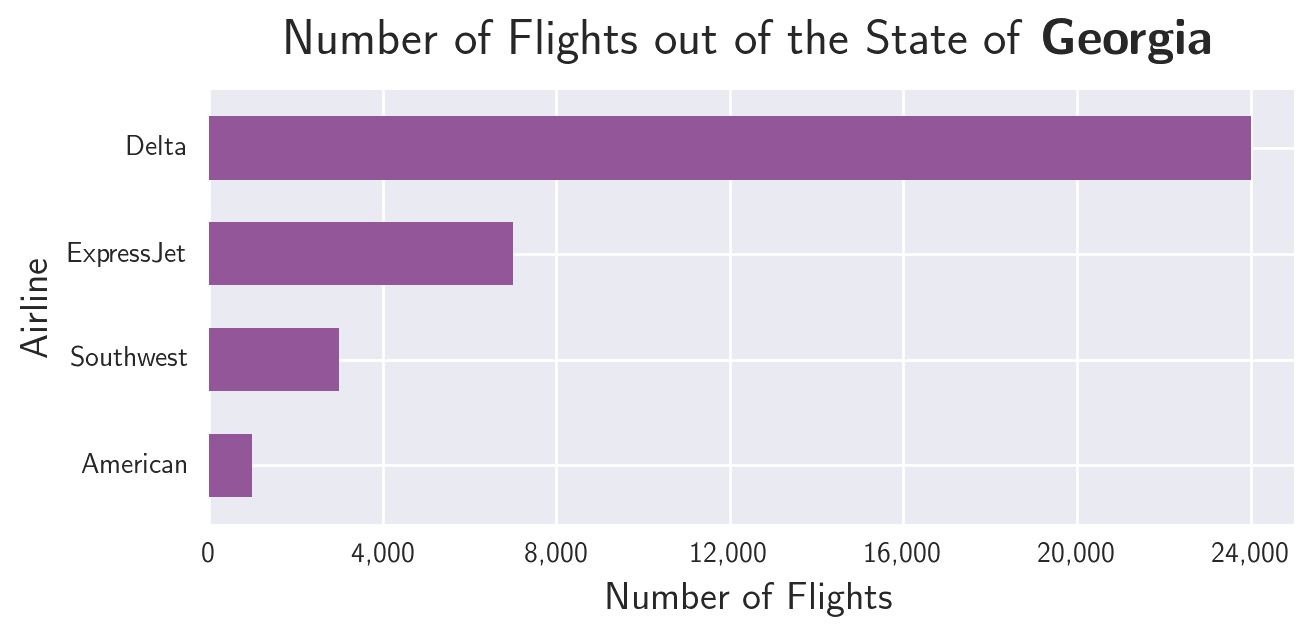 Number of Flights out of the State of Georgia
Delta
ExpressJet
Southwest
American
Airline
0 4,000 8,000 12,000 16,000 20,000 24,000
Number of Flights